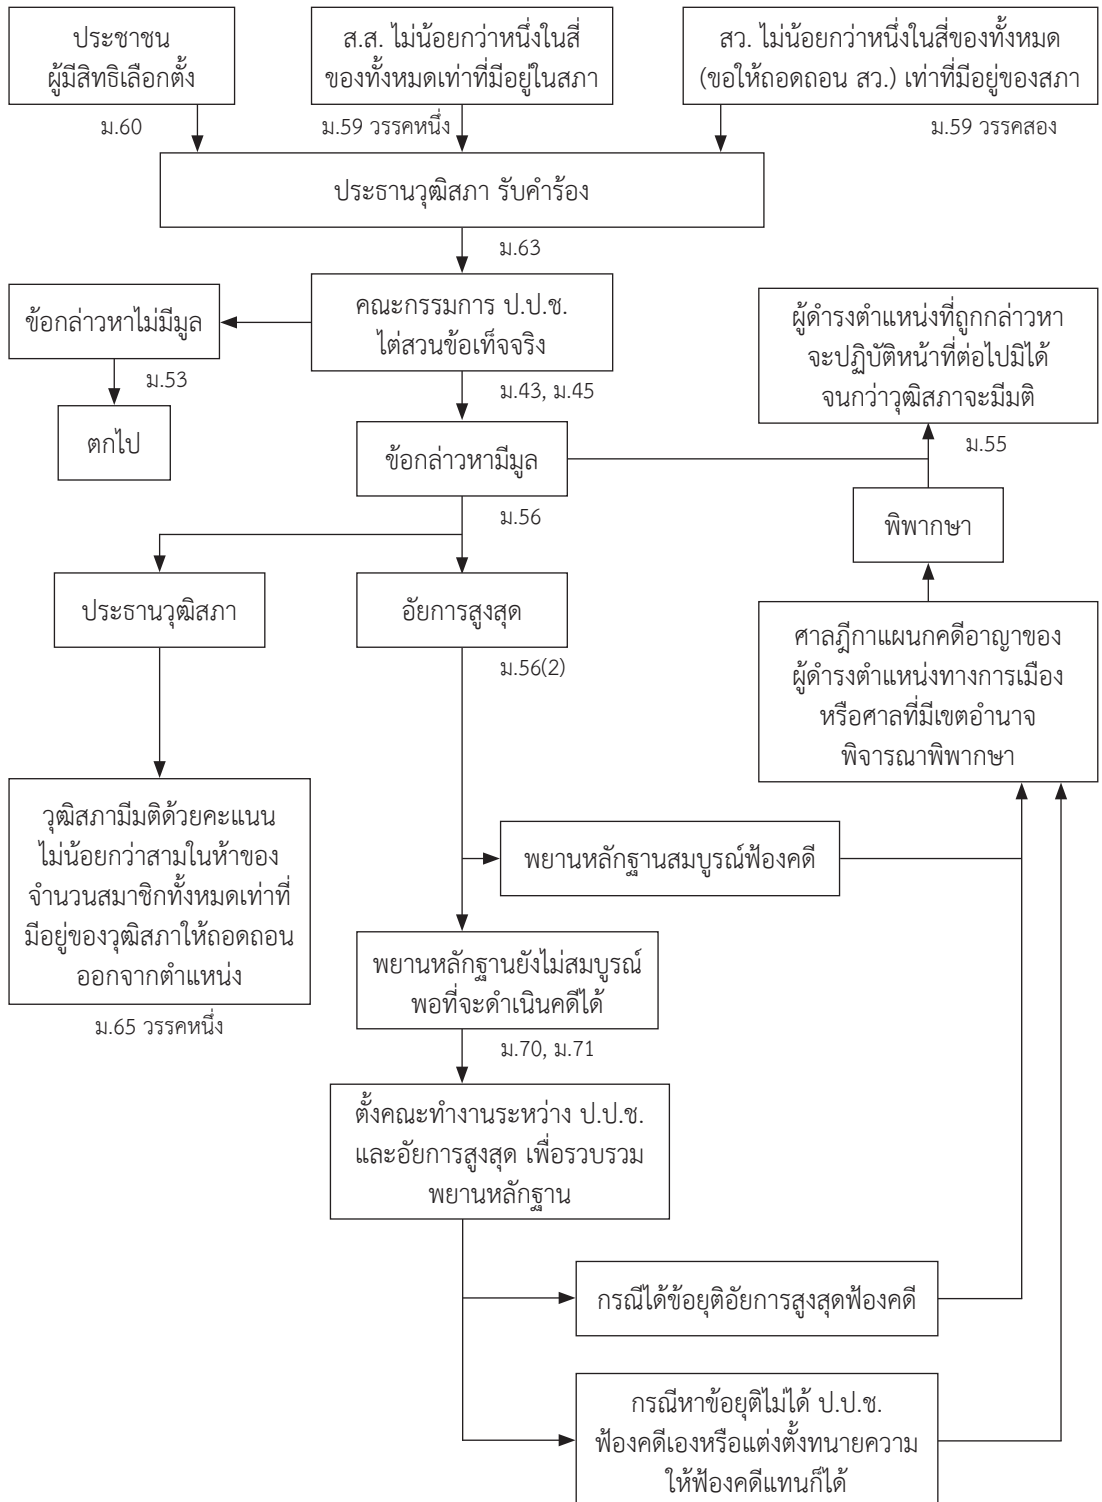 ประชาชน
ผู้มีสิทธิเลือกตั้ง
ส.ส. ไม่น้อยกว่าหนึ่งในสี่
ของทั้งหมดเท่าที่มีอยู่ในสภา
สว. ไม่น้อยกว่าหนึ่งในสี่ของทั้งหมด
(ขอให้ถอดถอน สว.) เท่าที่มีอยู่ของสภา
ม.60
ม.59 วรรคหนึ่ง
ม.59 วรรคสอง
ประธานวุฒิสภา รับคำร้อง
ม.63
คณะกรรมการ ป.ป.ช.
ไต่สวนข้อเท็จจริง
ข้อกล่าวหาไม่มีมูล
ม.53
ตกไป
ม.43, ม.45
ผู้ดำรงตำแหน่งที่ถูกกล่าวหา
จะปฏิบัติหน้าที่ต่อไปมิได้
จนกว่าวุฒิสภาจะมีมติ
ม.55
ข้อกล่าวหามีมูล
ม.56
พิพากษา
ประธานวุฒิสภา
อัยการสูงสุด
ม.56(2)
ศาลฎีกาแผนกคดีอาญาของ
ผู้ดำรงตำแหน่งทางการเมือง
หรือศาลที่มีเขตอำนาจ
พิจารณาพิพากษา
วุฒิสภามีมติด้วยคะแนน
ไม่น้อยกว่าสามในห้าของ
จำนวนสมาชิกทั้งหมดเท่าที่
มีอยู่ของวุฒิสภาให้ถอดถอน
ออกจากตำแหน่ง
ม.65 วรรคหนึ่ง
พยานหลักฐานสมบูรณ์ฟ้องคดี
พยานหลักฐานยังไม่สมบูรณ์
พอที่จะดำเนินคดีได้
ม.70, ม.71
ตั้งคณะทำงานระหว่าง ป.ป.ช.
และอัยการสูงสุด เพื่อรวบรวม
พยานหลักฐาน
กรณีได้ข้อยุติอัยการสูงสุดฟ้องคดี
กรณีหาข้อยุติไม่ได้ ป.ป.ช.
ฟ้องคดีเองหรือแต่งตั้งทนายความ
ให้ฟ้องคดีแทนก็ได้